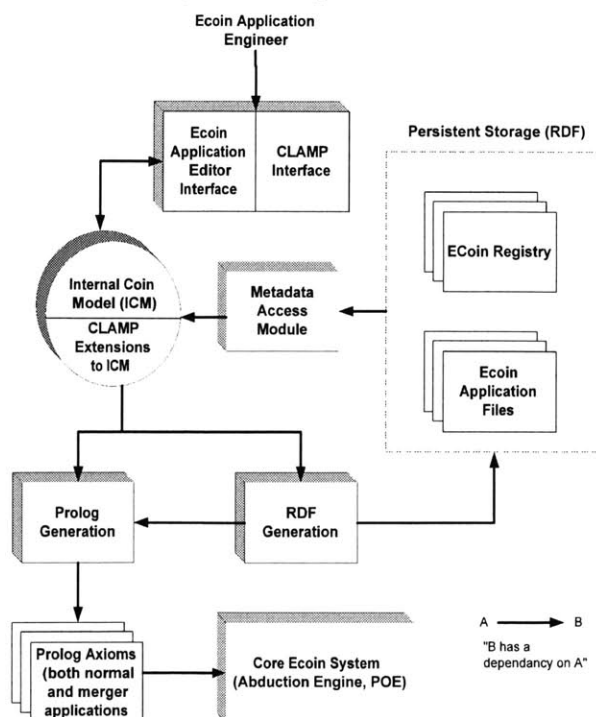 Ecoin Application
Engineer
Ecoin
Application
Editor
Interface
CLAMP
Interface
Persistent Storage (RDF)
ECoin Registry
Ecoin
Application
Files
Internal Coin
Model (ICM)
CLAMP
Extensions
to ICM
Metadata
Access
Module
Prolog
Generation
RDF
Generation
Prolog Axioms
(both normal
and merger
applications
Core Ecoin System
(Abduction Engine, POE)
A B
"B has a
dependancy on A"